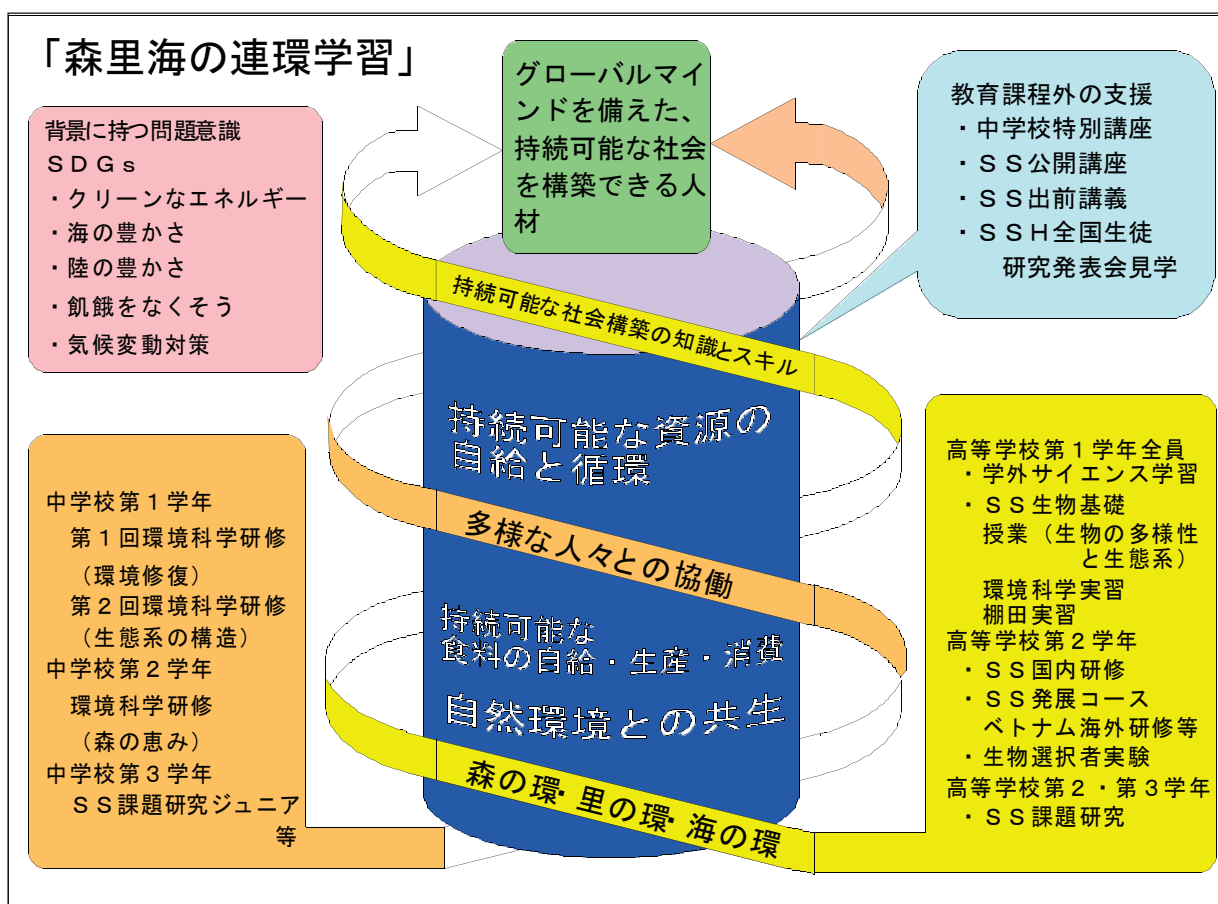 「森里海の連環学習」
グローバルマイ
ンドを備えた、
持続可能な社会
を構築できる人
材
背景に持つ問題意識
ＳＤＧｓ
・クリーンなエネルギー
・海の豊かさ
・陸の豊かさ
・飢餓をなくそう
・気候変動対策
教育課程外の支援
・中学校特別講座
・ＳＳ公開講座
・ＳＳ出前講義
・ＳＳＨ全国生徒
研究発表会見学
持続可能な社会構築の知識とスキル
持続可能な資源の
自給と循環
多様な人々との協働
持続可能な
食料の自給・生産・消費
自然環境との共生
森の環・里の環・海の環
中学校第１学年
第１回環境科学研修
（環境修復）
第２回環境科学研修
（生態系の構造）
中学校第２学年
環境科学研修
（森の恵み）
中学校第３学年
ＳＳ課題研究ジュニア
等
高等学校第１学年全員
・学外サイエンス学習
・ＳＳ生物基礎
授業（生物の多様性
と生態系）
環境科学実習
棚田実習
高等学校第２学年
・ＳＳ国内研修
・ＳＳ発展コース
ベトナム海外研修等
・生物選択者実験
高等学校第２・第３学年
・ＳＳ課題研究